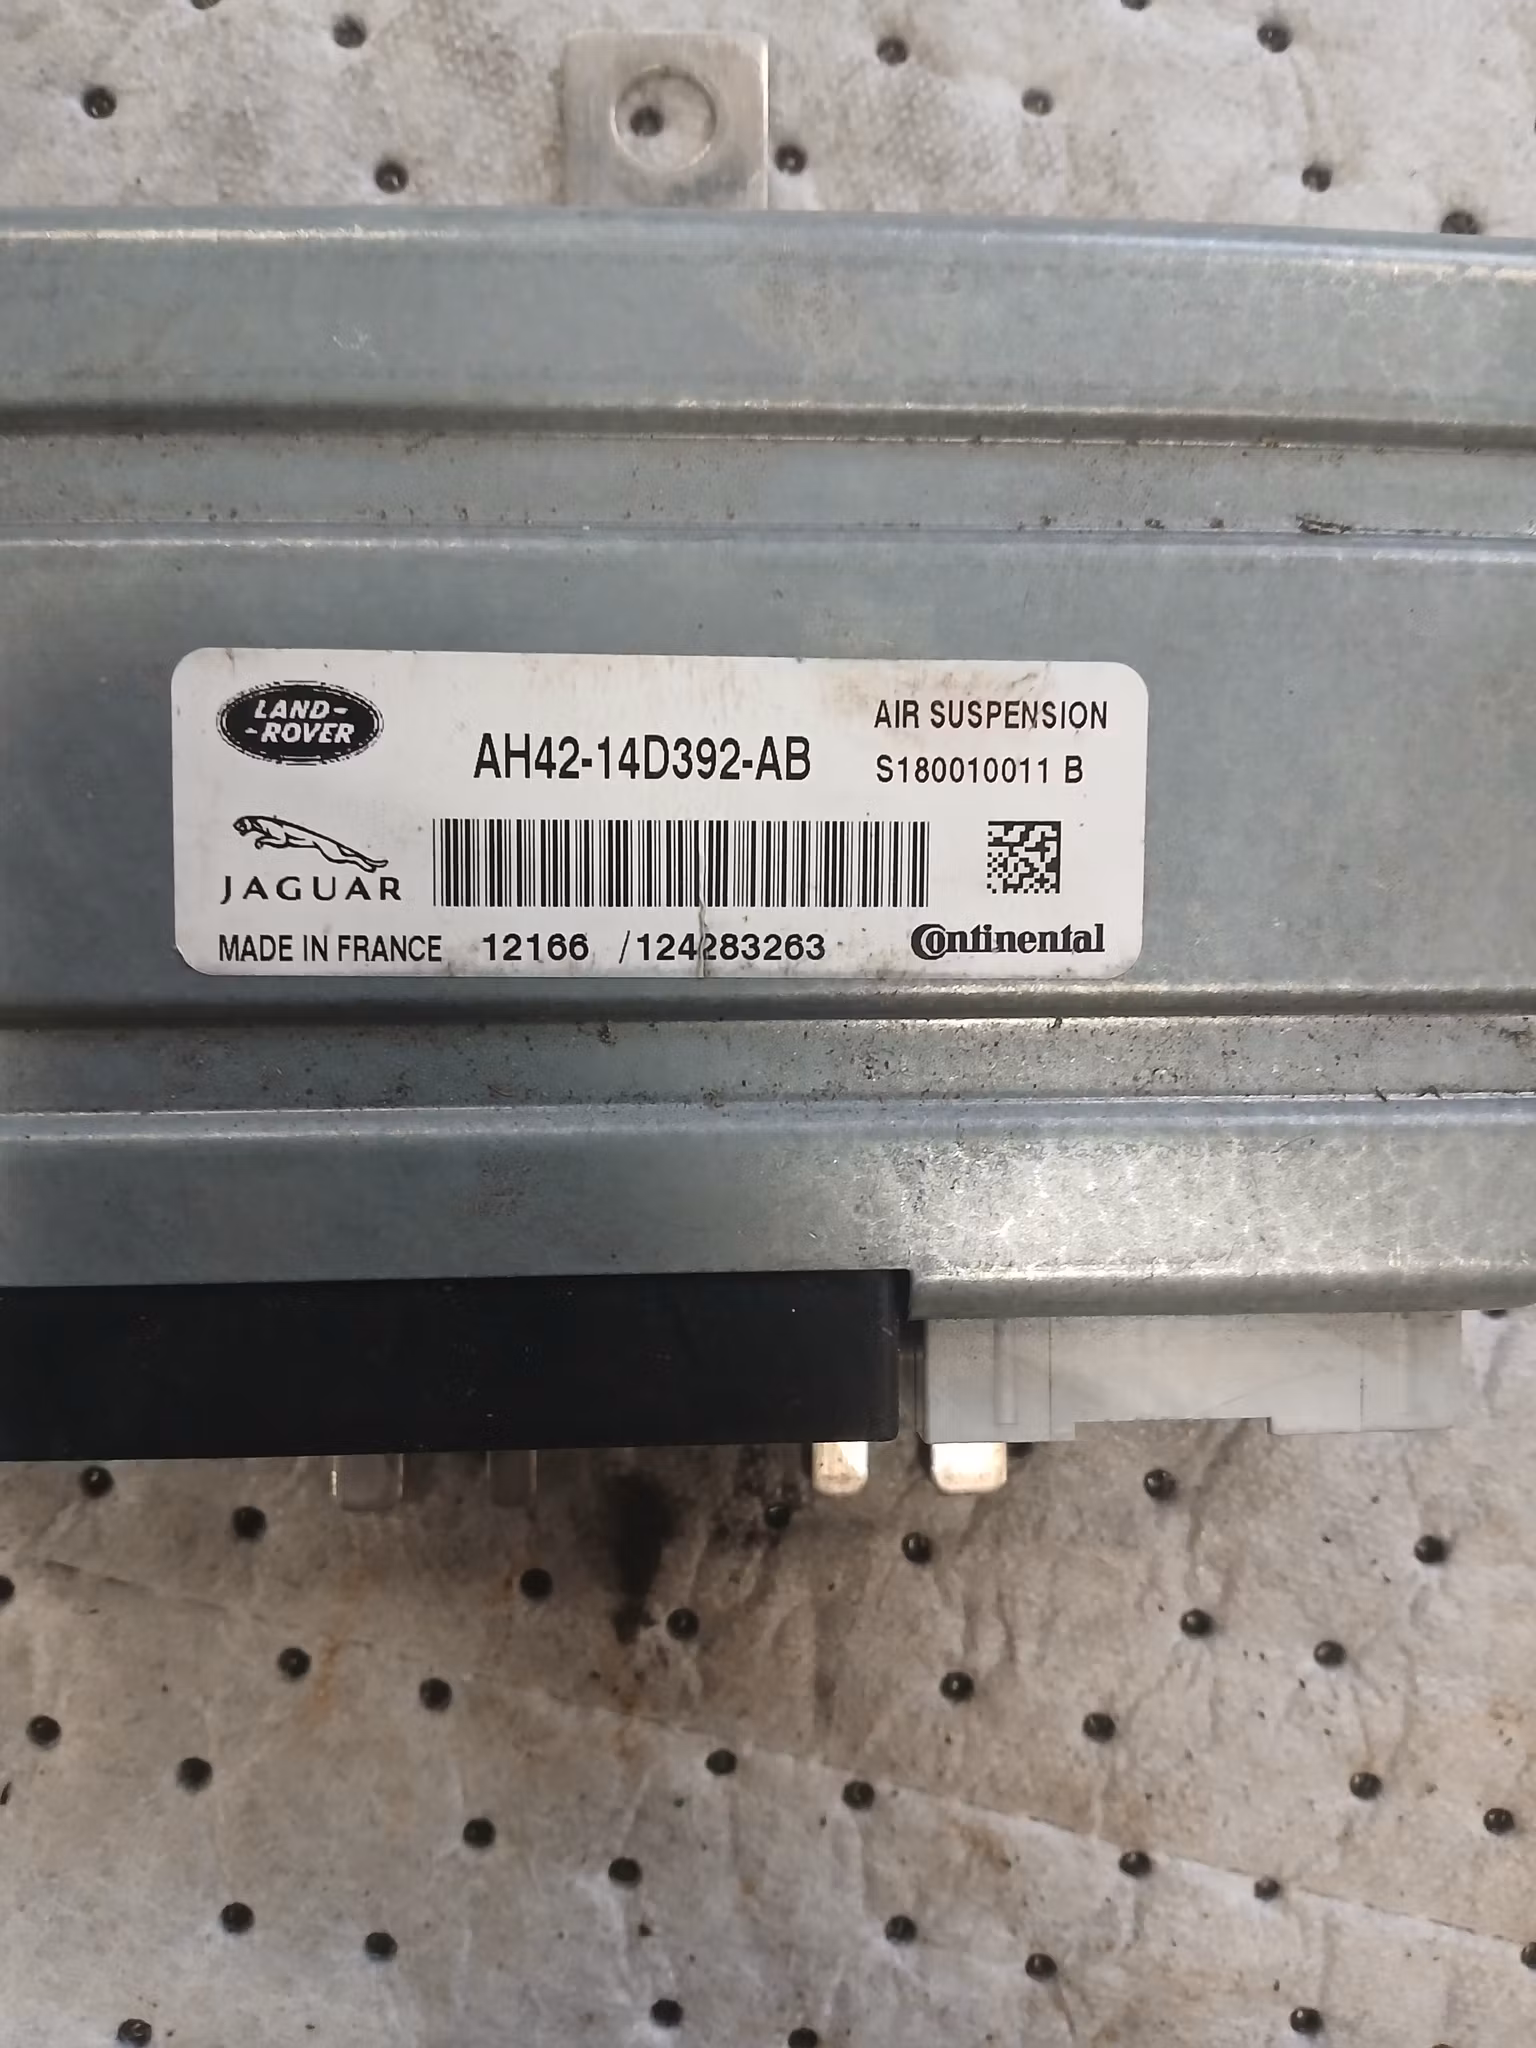 LAND-
-ROVER
AH42-14D392-AB
AIR SUSPENSION
S180010011 B
JAGUAR
MADE IN FRANCE 12166 /124283263
Continental